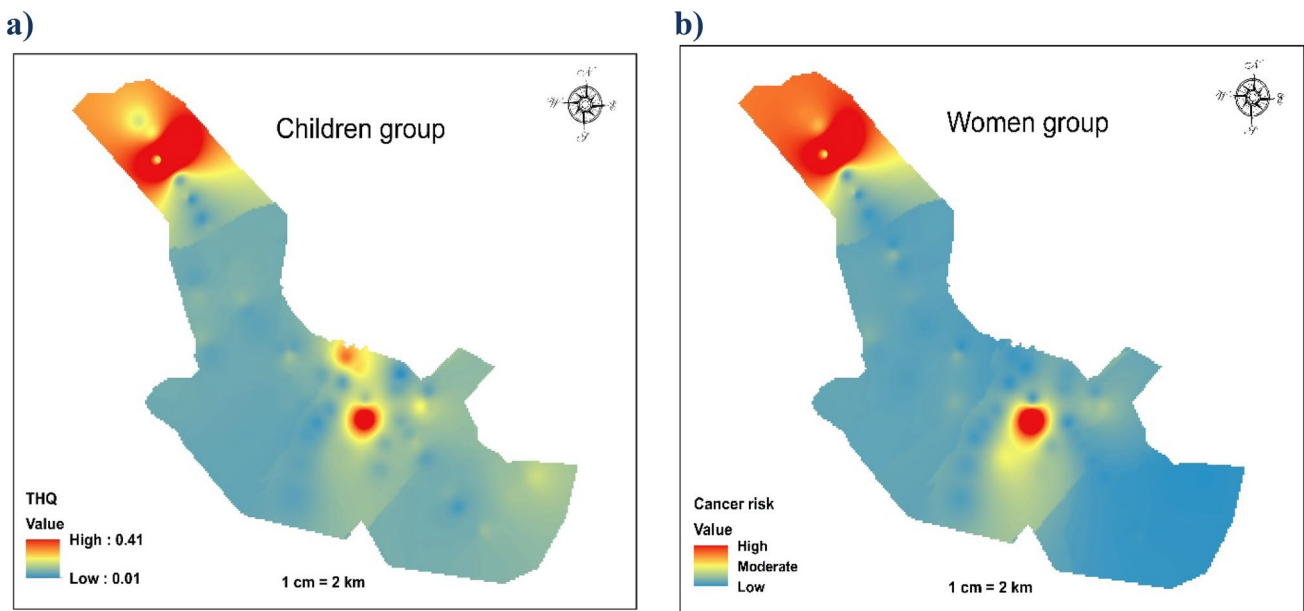 a)
Children group
N
W
E
S
THQ
Value
High : 0.41
Low : 0.01
1 cm = 2 km
b)
Women group
N
W
E
S
Cancer risk
Value
High
Moderate
Low
1 cm = 2 km